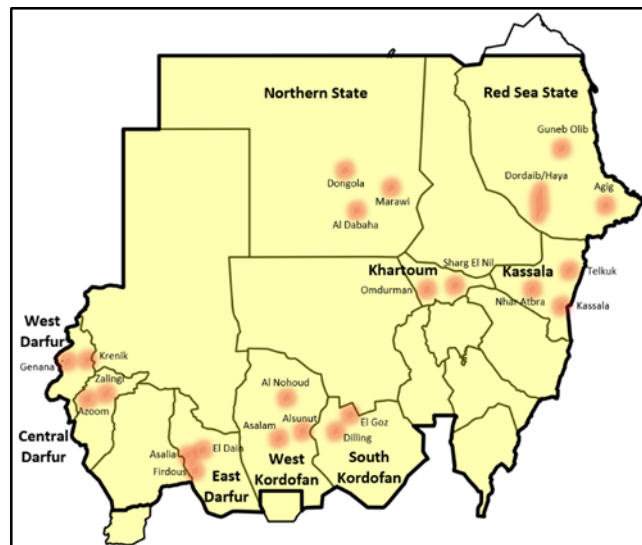 Northern State
Red Sea State
Guneb Olib
Dongola
Dordaib/Haya
Marawi
Agig
Al Dabaha
Sharg El Nil
Khartoum
Kassala
Telkuk
Omdurman
Nhar Atbra
Kassala
West
Darfur
Krenik
Genana
Zalingi
Al Nohoud
Azoom
Alsunut
El Goz
Central
Darfur
Asalam
Dilling
Asalia
El Dain
West
Kordofan
South
Kordofan
Firdous
East
Darfur